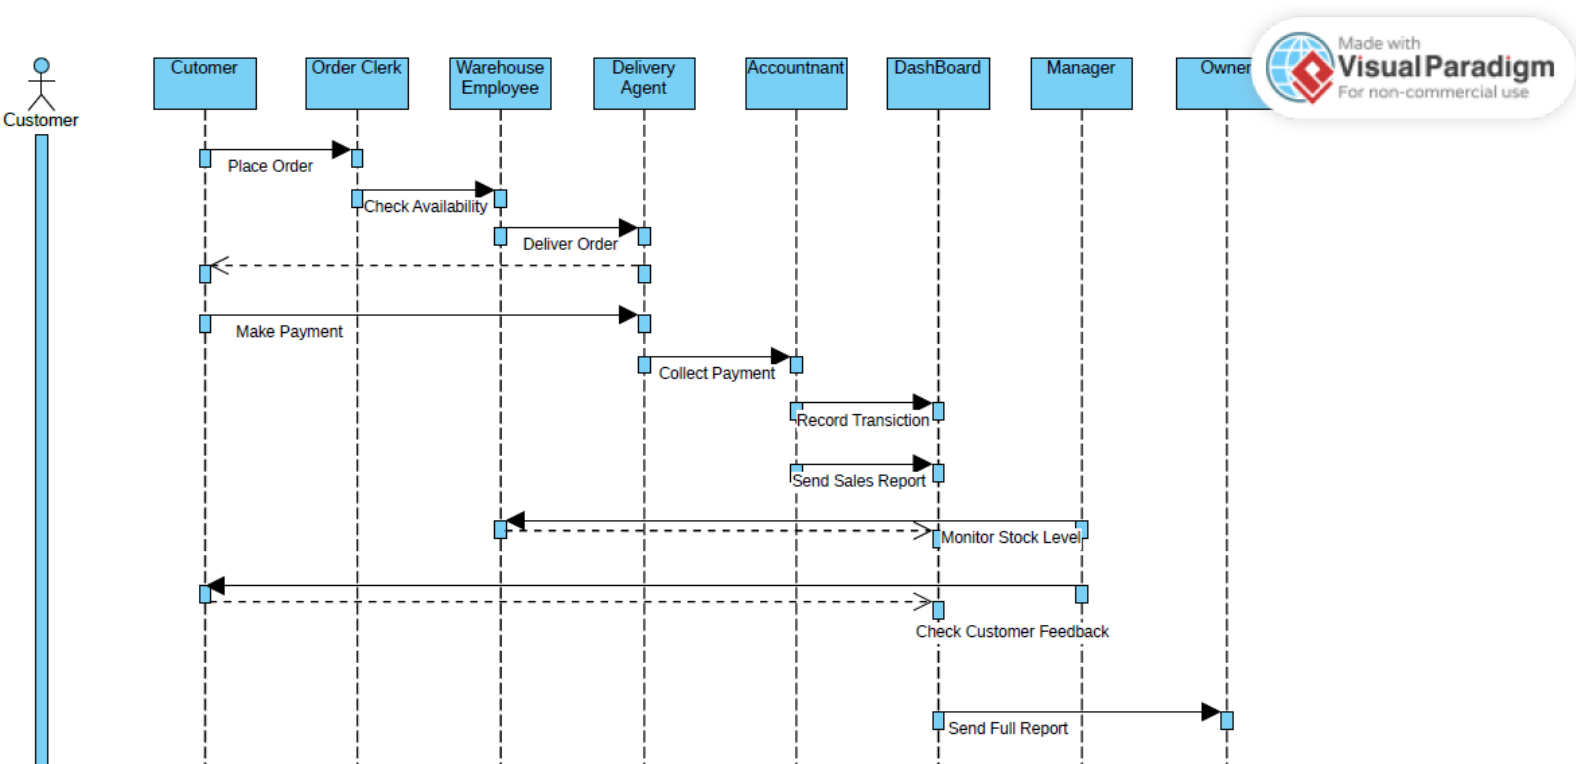 Made with
Visual Paradigm
For non-commercial use
Customer
Cutomer
Order Clerk
Warehouse
Employee
Delivery
Agent
Accountnant
DashBoard
Manager
Owner
Place Order
Check Availability
Deliver Order
Make Payment
Collect Payment
Record Transiction
Send Sales Report
Monitor Stock Level
Check Customer Feedback
Send Full Report